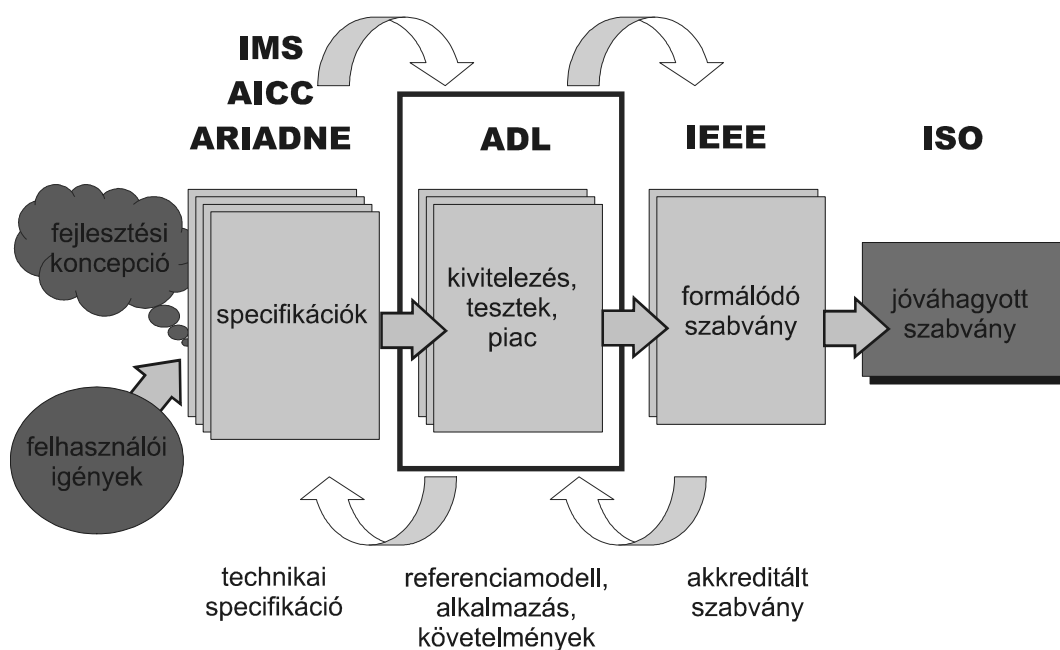 IMS
AICC
ARIADNE
ADL
IEEE
ISO
fejlesztési
koncepció
felhasználói
igények
specifikációk
kivitelezés,
tesztek,
piac
formálódó
szabvány
jóváhagyott
szabvány
technikai
specifikáció
referenciamodell,
alkalmazás,
követelmények
akkreditált
szabvány